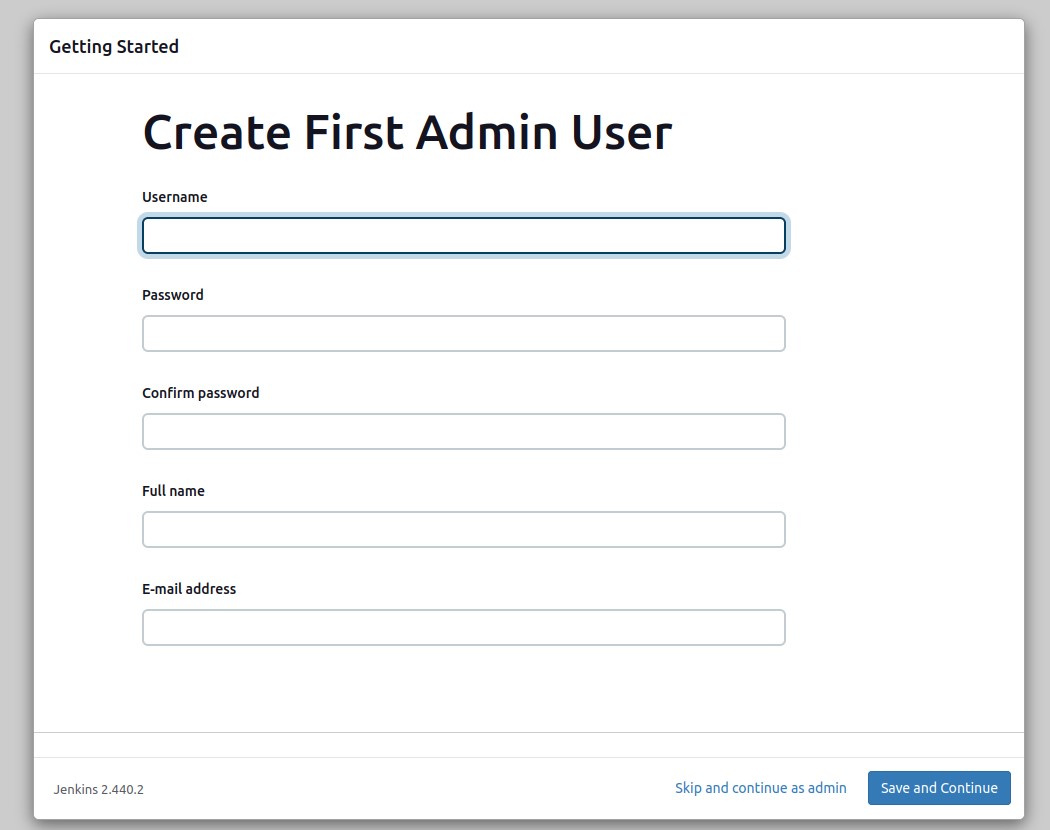 Getting Started
Create First Admin User
Username
Password
Confirm password
Full name
E-mail address
Jenkins 2.440.2
Skip and continue as admin
Save and Continue